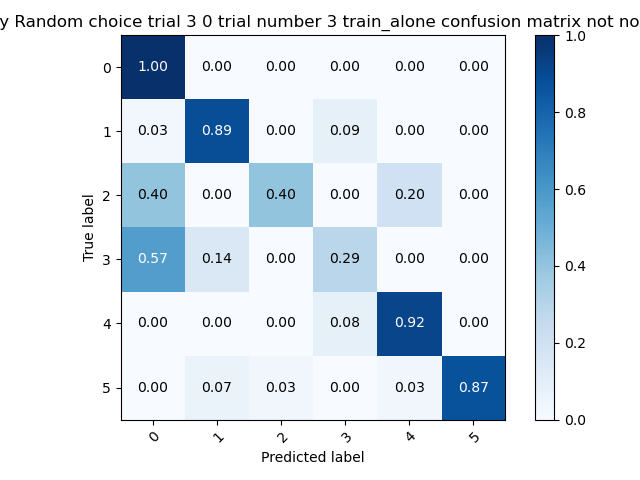 y Random choice trial 3 0 trial number 3 train_alone confusion matrix not no
1.0
0 1.00 0.00 0.00 0.00 0.00 0.00
1 0.03 0.89 0.00 0.09 0.00 0.00
0.8
2 0.40 0.00 0.40 0.00 0.20 0.00
0.6
True label
3 0.57 0.14 0.00 0.29 0.00 0.00
0.4
4 0.00 0.00 0.00 0.08 0.92 0.00
0.2
5 0.00 0.07 0.03 0.00 0.03 0.87
0.0
0 1 2 3 4 5
Predicted label